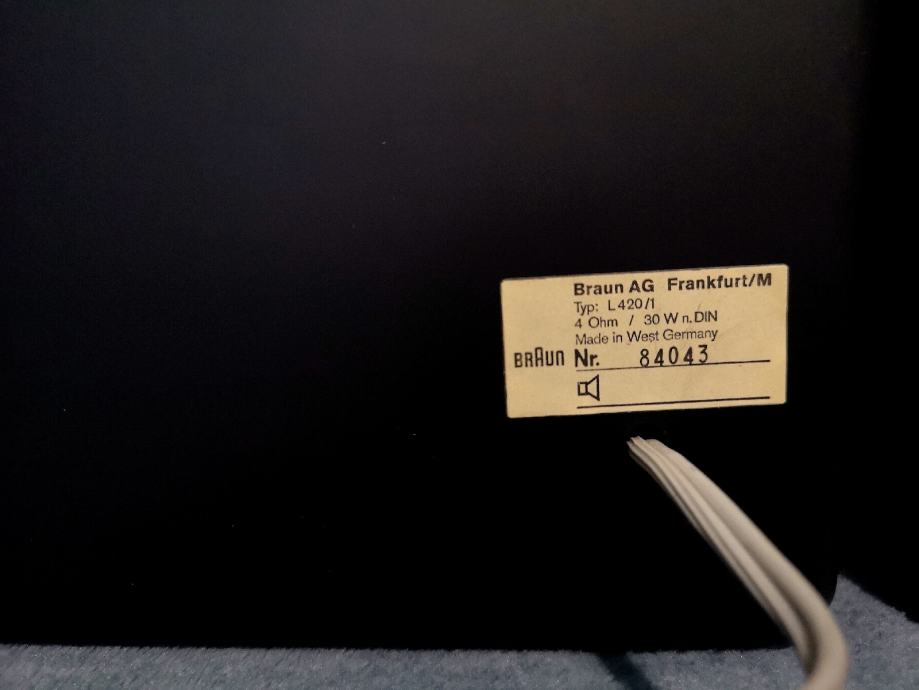 Braun AG Frankfurt/M
Typ: L420/1
4 Ohm / 30 W n. DIN
Made in West Germany
BRAUN Nr. 84043